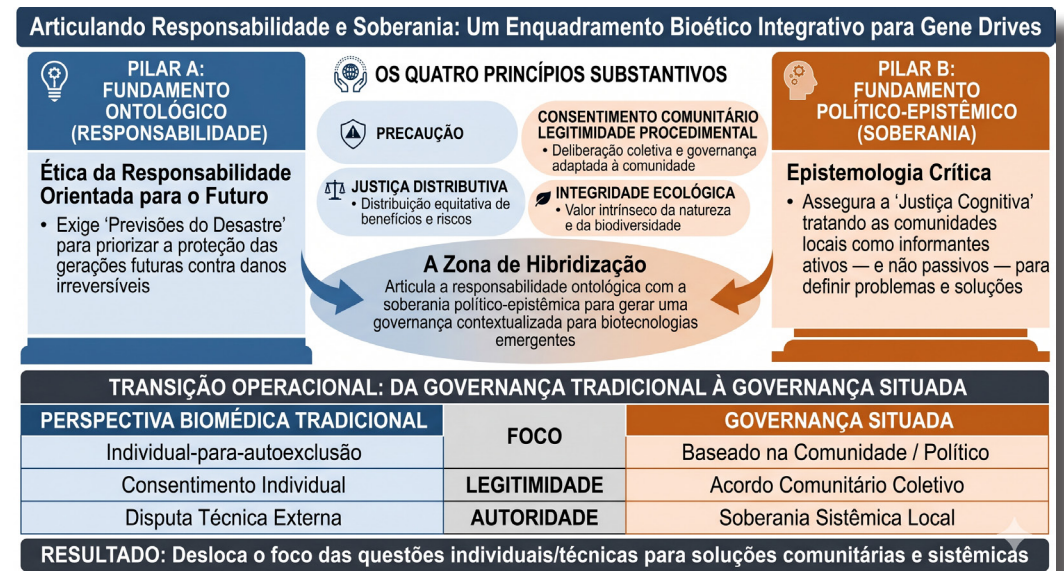 Articulando Responsabilidade e Soberania: Um Enquadramento Bioético Integrativo para Gene Drives
PILAR A:
FUNDAMENTO
ONTOLÓGICO
(RESPONSABILIDADE)
Ética da Responsabilidade
Orientada para o Futuro
• Exige ‘Previsões do Desastre’
para priorizar a proteção das
gerações futuras contra danos
irreversíveis
OS QUATRO PRINCÍPIOS SUBSTANTIVOS
PRECAUÇÃO
CONSENTIMENTO COMUNITÁRIO
LEGITIMIDADE PROCEDIMENTAL
• Deliberação coletiva e governança
adaptada à comunidade
JUSTIÇA DISTRIBUTIVA
• Distribuição equitativa de
benefícios e riscos
INTEGRIDADE ECOLÓGICA
• Valor intrínseco da natureza
e da biodiversidade
A Zona de Hibridização
Articula a responsabilidade ontológica com a
soberania político-epistêmica para gerar uma
governança contextualizada para biotecnologias
emergentes
PILAR B:
FUNDAMENTO
POLÍTICO-EPISTÊMICO
(SOBERANIA)
Epistemologia Crítica
• Assegura a ‘Justiça Cognitiva’
tratando as comunidades
locais como informantes
ativos — e não passivos — para
definir problemas e soluções
TRANSIÇÃO OPERACIONAL: DA GOVERNANÇA TRADICIONAL À GOVERNANÇA SITUADA
PERSPECTIVA BIOMÉDICA TRADICIONAL
FOCO
GOVERNANÇA SITUADA
Individual-para-autoexclusão
Baseado na Comunidade / Político
Consentimento Individual
LEGITIMIDADE
Acordo Comunitário Coletivo
Disputa Técnica Externa
AUTORIDADE
Soberania Sistêmica Local
RESULTADO: Desloca o foco das questões individuais/técnicas para soluções comunitárias e sistêmicas